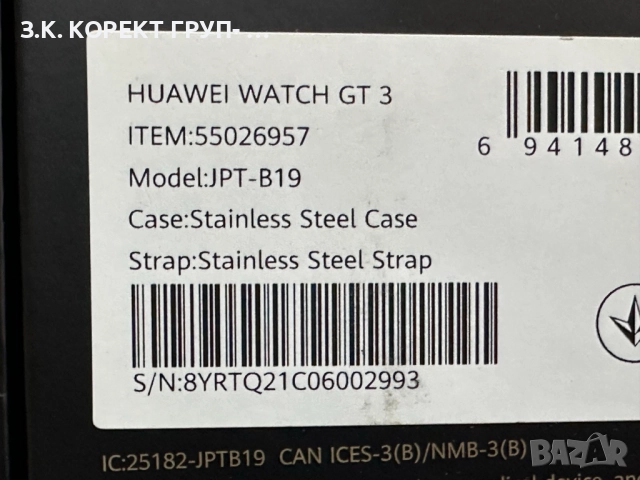 З.К. КОРЕКТ ГРУП- ...
HUAWEI WATCH GT 3
ITEM:55026957
6 94148
Model:JPT-B19
Case:Stainless Steel Case
Strap:Stainless Steel Strap
S/N:8YRTQ21C06002993
IC:25182-JPTB19 CAN ICES-3(B)/NMB-3(B)
BAZAR